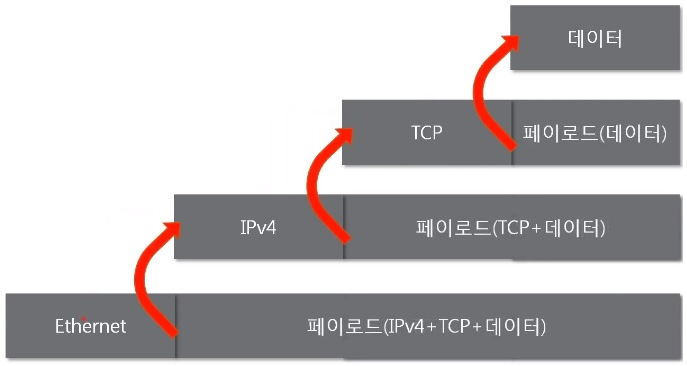 데이터
TCP
페이로드(데이터)
IPv4
페이로드(TCP+데이터)
Ethernet
페이로드(IPv4+TCP+데이터)